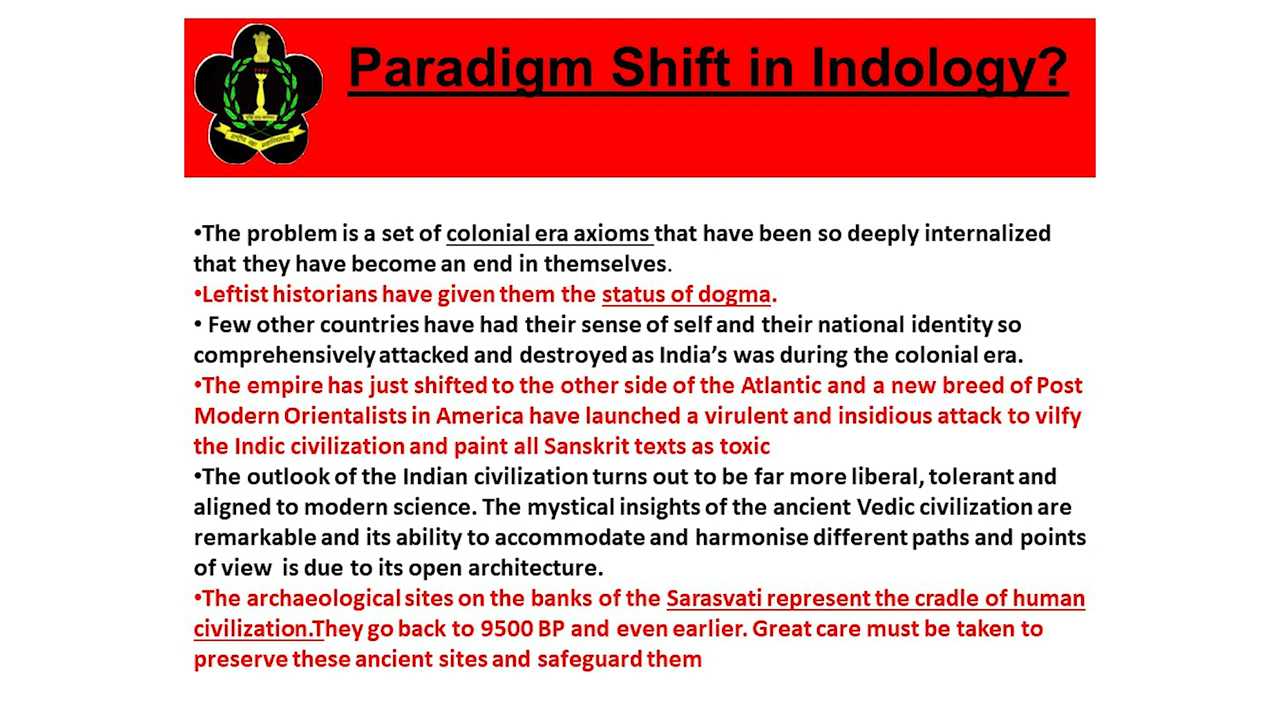 Paradigm Shift in Indology?
•The problem is a set of colonial era axioms that have been so deeply internalized
that they have become an end in themselves.
•Leftist historians have given them the status of dogma.
• Few other countries have had their sense of self and their national identity so
comprehensively attacked and destroyed as India’s was during the colonial era.
•The empire has just shifted to the other side of the Atlantic and a new breed of Post
Modern Orientalists in America have launched a virulent and insidious attack to vilfy
the Indic civilization and paint all Sanskrit texts as toxic
•The outlook of the Indian civilization turns out to be far more liberal, tolerant and
aligned to modern science. The mystical insights of the ancient Vedic civilization are
remarkable and its ability to accommodate and harmonise different paths and points
of view is due to its open architecture.
•The archaeological sites on the banks of the Sarasvati represent the cradle of human
civilization.They go back to 9500 BP and even earlier. Great care must be taken to
preserve these ancient sites and safeguard them